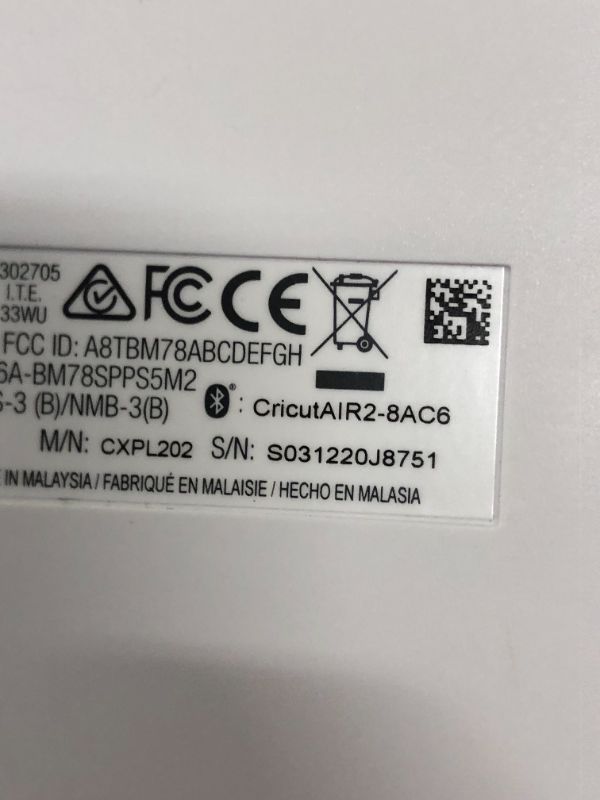 302705
I.T.E.
33WU
FC CE
FCC ID: A8TBM78ABCDEFGH
6A-BM78SPPS5M2
S-3 (B)/NMB-3(B)
® : CricutAIR2-8AC6
M/N: CXPL202 S/N: S031220J8751
IN MALAYSIA / FABRIQUÉ EN MALAISIE / HECHO EN MALASIA